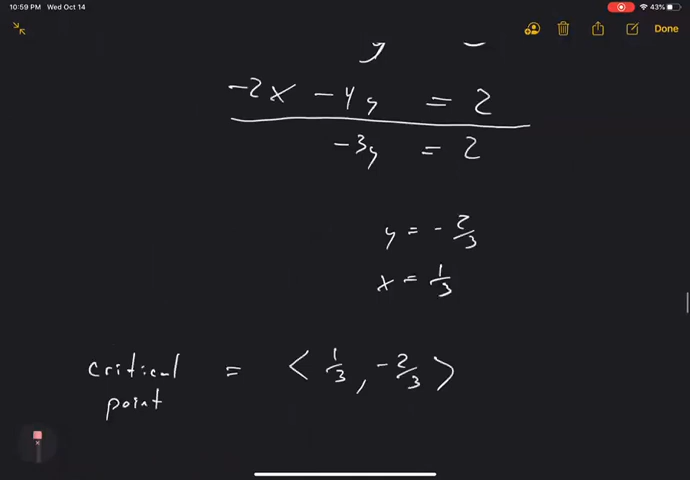 10:59 PM Wed Oct 14 43%
Done
-2x - 4y = 2
-3y = 2
y = - 2/3
x = 1/3
critical point = < 1/3 , - 2/3 >